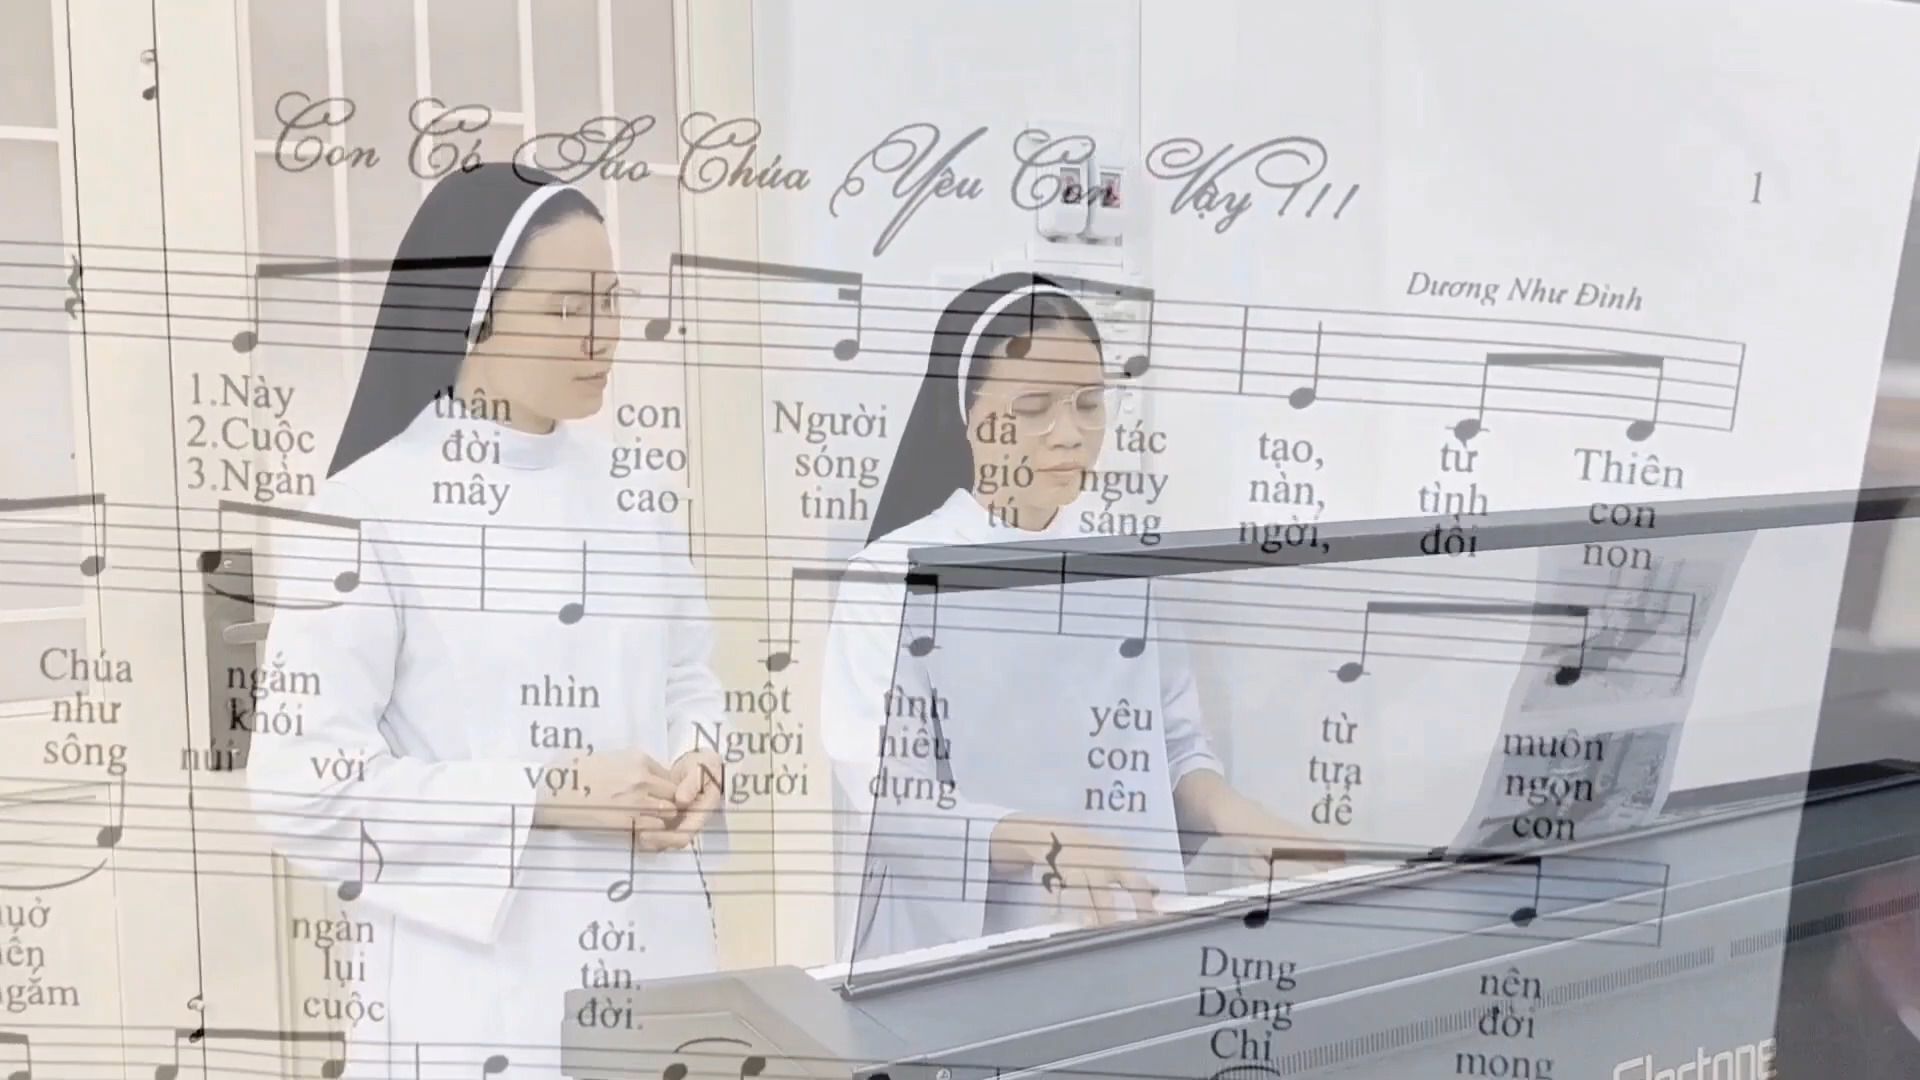 Con Có Sao Chúa Yêu Con Vậy !!!
1
Dương Như Đình
1.Này thân con Người đã tác tạo, từ Thiên
2.Cuộc đời gieo sóng gió nguy nàn, tình con
3.Ngàn mây cao tinh tú sáng ngời, đồi non
Chúa ngắm nhìn một tình yêu từ muôn
như khói tan, Người hiểu con tựa ngọn
sông núi vời vợi, Người dựng nên để con
ngàn đời. Dựng nên
lụi tàn. Dòng đời
ngắm cuộc đời. Chỉ mong
Electone